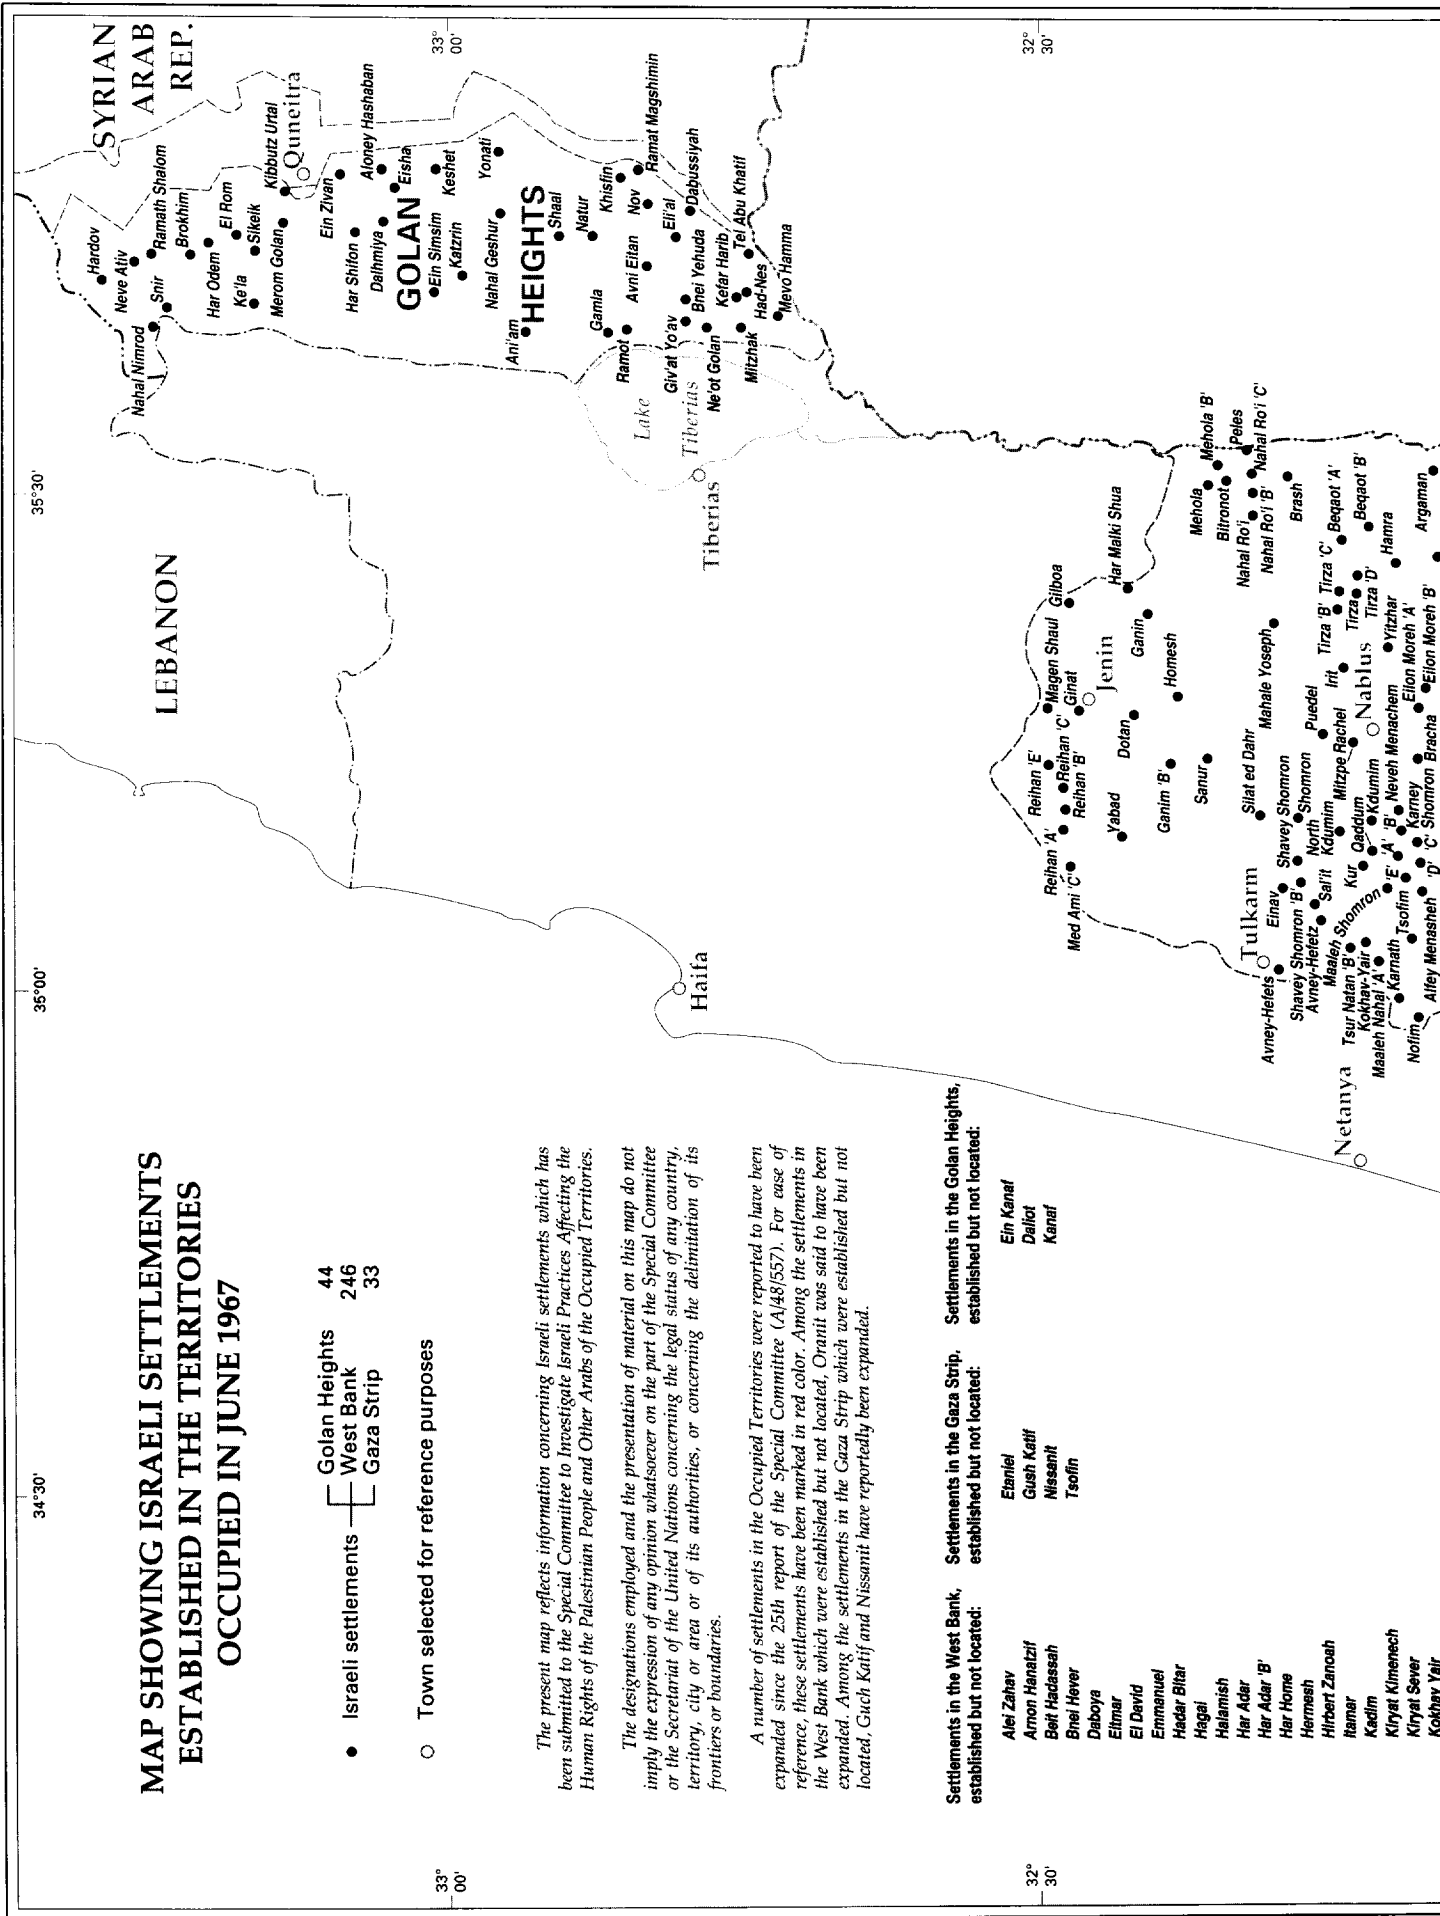 MAP SHOWING ISRAELI SETTLEMENTS
ESTABLISHED IN THE TERRITORIES
OCCUPIED IN JUNE 1967
Israeli settlements
Golan Heights 44
West Bank 246
Gaza Strip 33
Town selected for reference purposes
The present map reflects information concerning Israeli settlements which has
been submitted to the Special Committee to Investigate Israeli Practices Affecting the
Human Rights of the Palestinian People and Other Arabs of the Occupied Territories.
The designations employed and the presentation of material on this map do not
imply the expression of any opinion whatsoever on the part of the Special Committee
or the Secretariat of the United Nations concerning the legal status of any country,
territory, city or area or of its authorities, or concerning the delimitation of its
frontiers or boundaries.
A number of settlements in the Occupied Territories were reported to have been
expanded since the 25th report of the Special Committee (A/48/557). For ease of
reference, these settlements have been marked in red color. Among the settlements in
the West Bank which were established but not located, Oranit was said to have been
expanded. Among the settlements in the Gaza Strip which were established but not
located, Guch Katif and Nissanit have reportedly been expanded.
Settlements in the West Bank,
established but not located:
Alei Zahav
Arnon Hanatzif
Beit Hadassah
Bnei Hever
Daboya
Eitmar
El David
Emmanuel
Hadar Bitar
Hagai
Halamish
Har Adar
Har Adar 'B'
Har Home
Hermesh
Hirbert Zanoah
Itamar
Kadim
Kiryat Kimenech
Kiryat Sever
Kokhav Yair
Settlements in the Gaza Strip,
established but not located:
Etaniel
Gush Katif
Nissanit
Tsofin
Settlements in the Golan Heights,
established but not located:
Ein Kanaf
Daliot
Kanaf
34°30'
35°00'
35°30'
33°
00'
32°
30'
33°
00'
32°
30'
LEBANON
SYRIAN
ARAB
REP.
Hardov
Neve Ativ
Ramath Shalom
Snir
Nahal Nimrod
Brokhim
Har Odem
El Rom
Ke'la
Sikeik
Kibbutz Urtal
Merom Golan
Quneitra
Ein Zivan
Har Shifon
Aloney Hashaban
Dalhmiya
Eisha
GOLAN
Ein Simsim
Keshet
Katzrin
Yonati
Nahal Geshur
Ani'am
HEIGHTS
Shaal
Natur
Gamla
Khisfin
Ramot
Avni Eitan
Nov
Ramat Magshimin
Lake
Tiberias
Eli'al
Giv'at Yo'av
Dabussiyah
Bnei Yehuda
Ne'ot Golan
Kefar Harib
Tel Abu Khatif
Mitzhak
Had-Nes
Mevo Hamma
Tiberias
Haifa
Reihan 'E'
Magen Shaul
Gilboa
Reihan 'A'
Reihan 'C'
Ginat
Med Ami 'C'
Reihan 'B'
Jenin
Har Malki Shua
Yabad
Dotan
Ganin
Ganim 'B'
Homesh
Sanur
Mehola
Mehola 'B'
Bitronot
Peles
Nahal Ro'i
Nahal Ro'i 'C'
Nahal Ro'i 'B'
Brash
Tulkarm
Silat ed Dahr
Mahale Yoseph
Avney-Hefets
Einav
Shavey Shomron
Shavey Shomron 'B'
North
Shomron
Puedel
Avney-Hefetz
Sal'it
Kdumim
Mitzpe Rachel
Irit
Tirza 'B'
Tirza 'C'
Beqaot 'A'
Maaleh Shomron
Netanya
Tsur Natan 'B'
Kur
Qaddum
Nablus
Tirza
Beqaot 'B'
Kokhav-Yair
Kdumim
Tirza 'D'
Maaleh Nahal 'A'
'E'
'A'
'B'
Neveh Menachem
Yitzhar
Hamra
Karnath
Tsofim
Karney
Eilon Moreh 'A'
Nofim
Alfey Menasheh
'D'
'C'
Shomron
Bracha
Eilon Moreh 'B'
Argaman